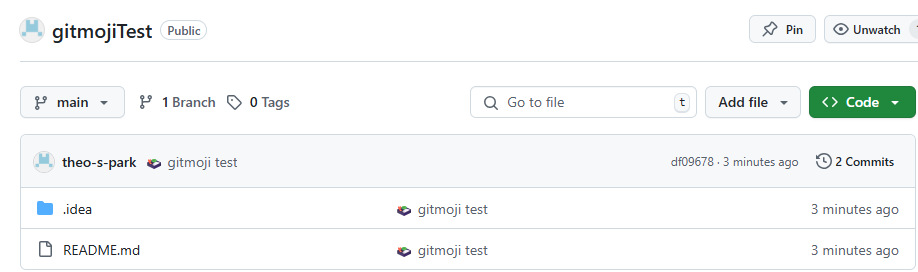 gitmojiTest Public Pin Unwatch
main 1 Branch 0 Tags Go to file t Add file Code
theo-s-park gitmoji test df09678 · 3 minutes ago 2 Commits
.idea gitmoji test 3 minutes ago
README.md gitmoji test 3 minutes ago